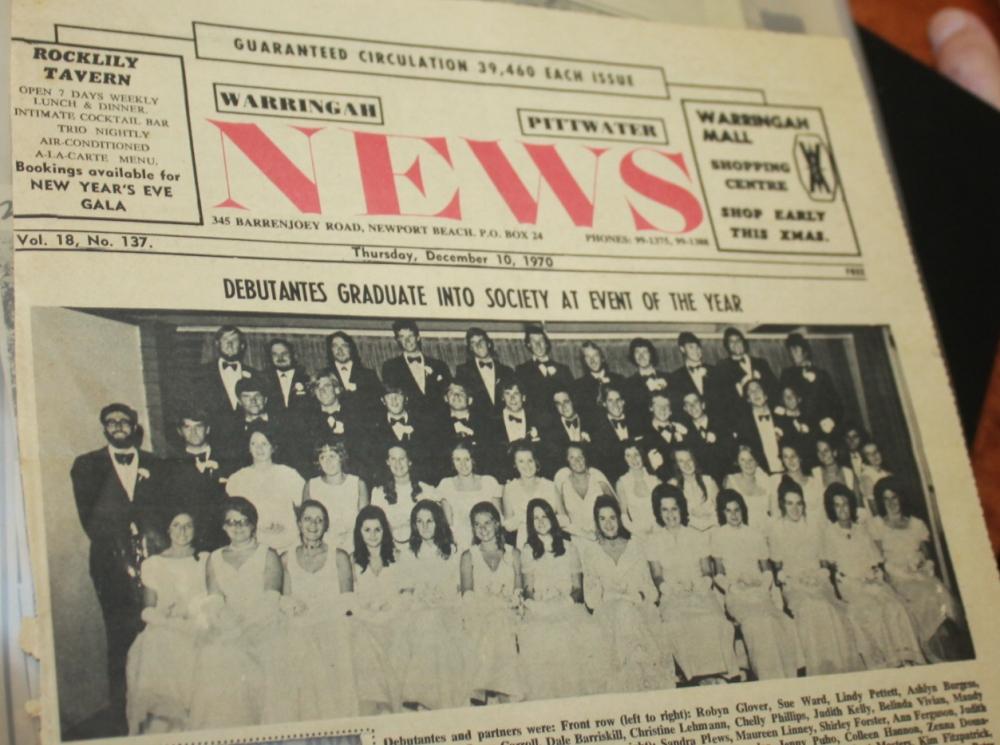 GUARANTEED CIRCULATION 39,460 EACH ISSUE
ROCKLILY
TAVERN
OPEN 7 DAYS WEEKLY
LUNCH & DINNER.
INTIMATE COCKTAIL BAR
TRIO NIGHTLY
AIR-CONDITIONED
A-LA-CARTE MENU.
Bookings available for
NEW YEAR'S EVE
GALA
WARRINGAH
PITTWATER
NEWS
345 BARRENJOEY ROAD, NEWPORT BEACH. P.O. BOX 24
PHONES: 99-1375, 99-1388
WARRINGAH
MALL
SHOPPING
CENTRE
SHOP EARLY
THIS XMAS.
Vol. 18, No. 137.
Thursday, December 10, 1970
FREE
DEBUTANTES GRADUATE INTO SOCIETY AT EVENT OF THE YEAR
Debutantes and partners were: Front row (left to right): Robyn Glover, Sue Ward, Lindy Pettett, Ashlyn Burgess,
Carroll, Dale Barriskill, Christine Lehmann, Chelly Phillips, Judith Kelly, Belinda Vivian, Mandy
Sandra Plews, Maureen Linney, Shirley Forster, Ann Ferguson, Judith
Jenny Puho, Colleen Hannon, Zenna
Kim Fitzpatrick,